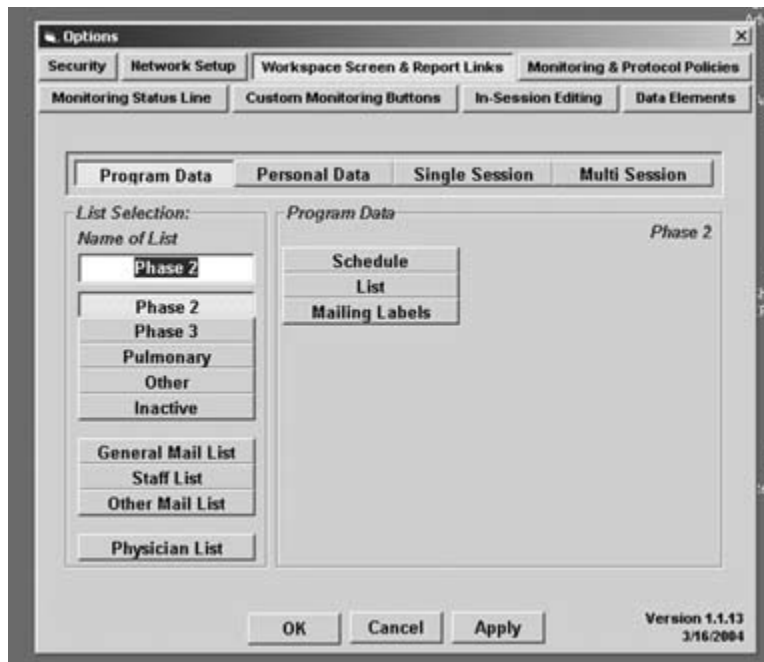 Options
Security Network Setup Workspace Screen & Report Links Monitoring & Protocol Policies
Monitoring Status Line Custom Monitoring Buttons In-Session Editing Data Elements
Program Data Personal Data Single Session Multi Session
List Selection:
Name of List
Phase 2
Phase 2
Phase 3
Pulmonary
Other
Inactive
General Mail List
Staff List
Other Mail List
Physician List
Program Data
Phase 2
Schedule
List
Mailing Labels
OK Cancel Apply
Version 1.1.13
3/16/2004